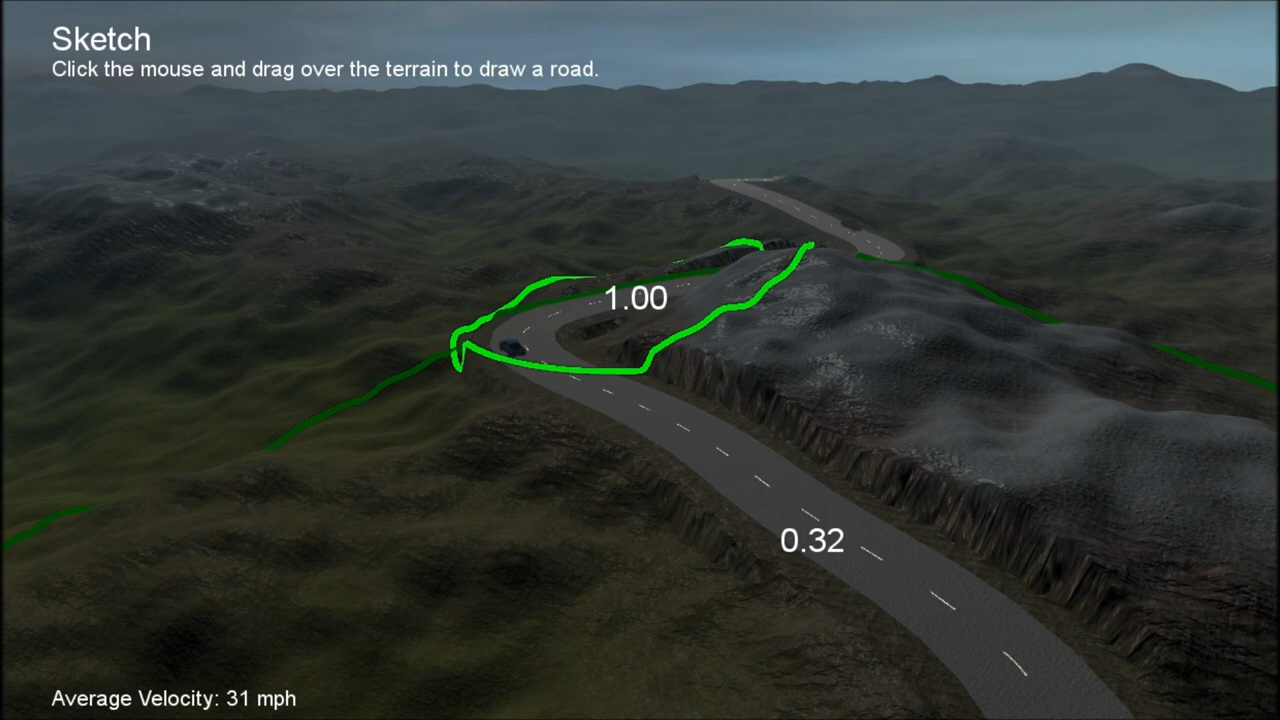 Sketch
Click the mouse and drag over the terrain to draw a road.
1.00
0.32
Average Velocity: 31 mph